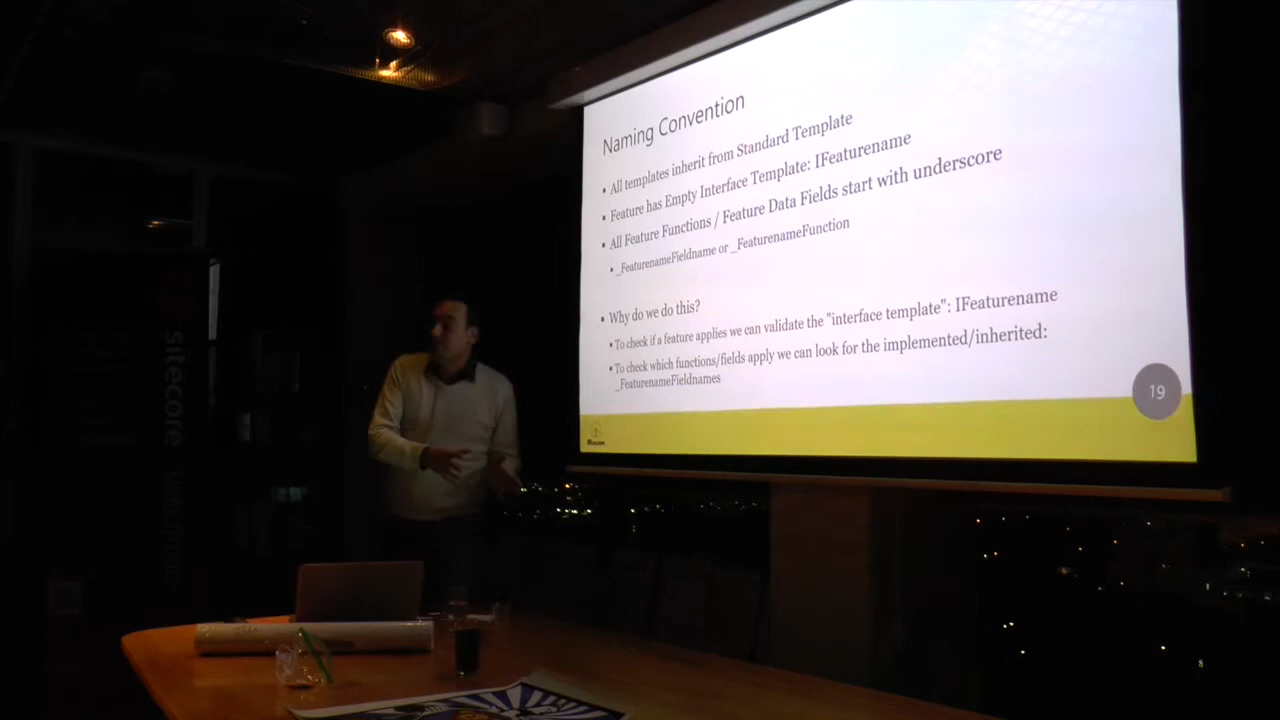 Naming Convention
▪ All templates inherit from Standard Template
▪ Feature has Empty Interface Template: IFeaturename
▪ All Feature Functions / Feature Data Fields start with underscore
▪ _FeaturenameFieldname or _FeaturenameFunction
▪ Why do we do this?
▪ To check if a feature applies we can validate the "interface template": IFeaturename
▪ To check which functions/fields apply we can look for the implemented/inherited:
_FeaturenameFieldnames
19
sitecore